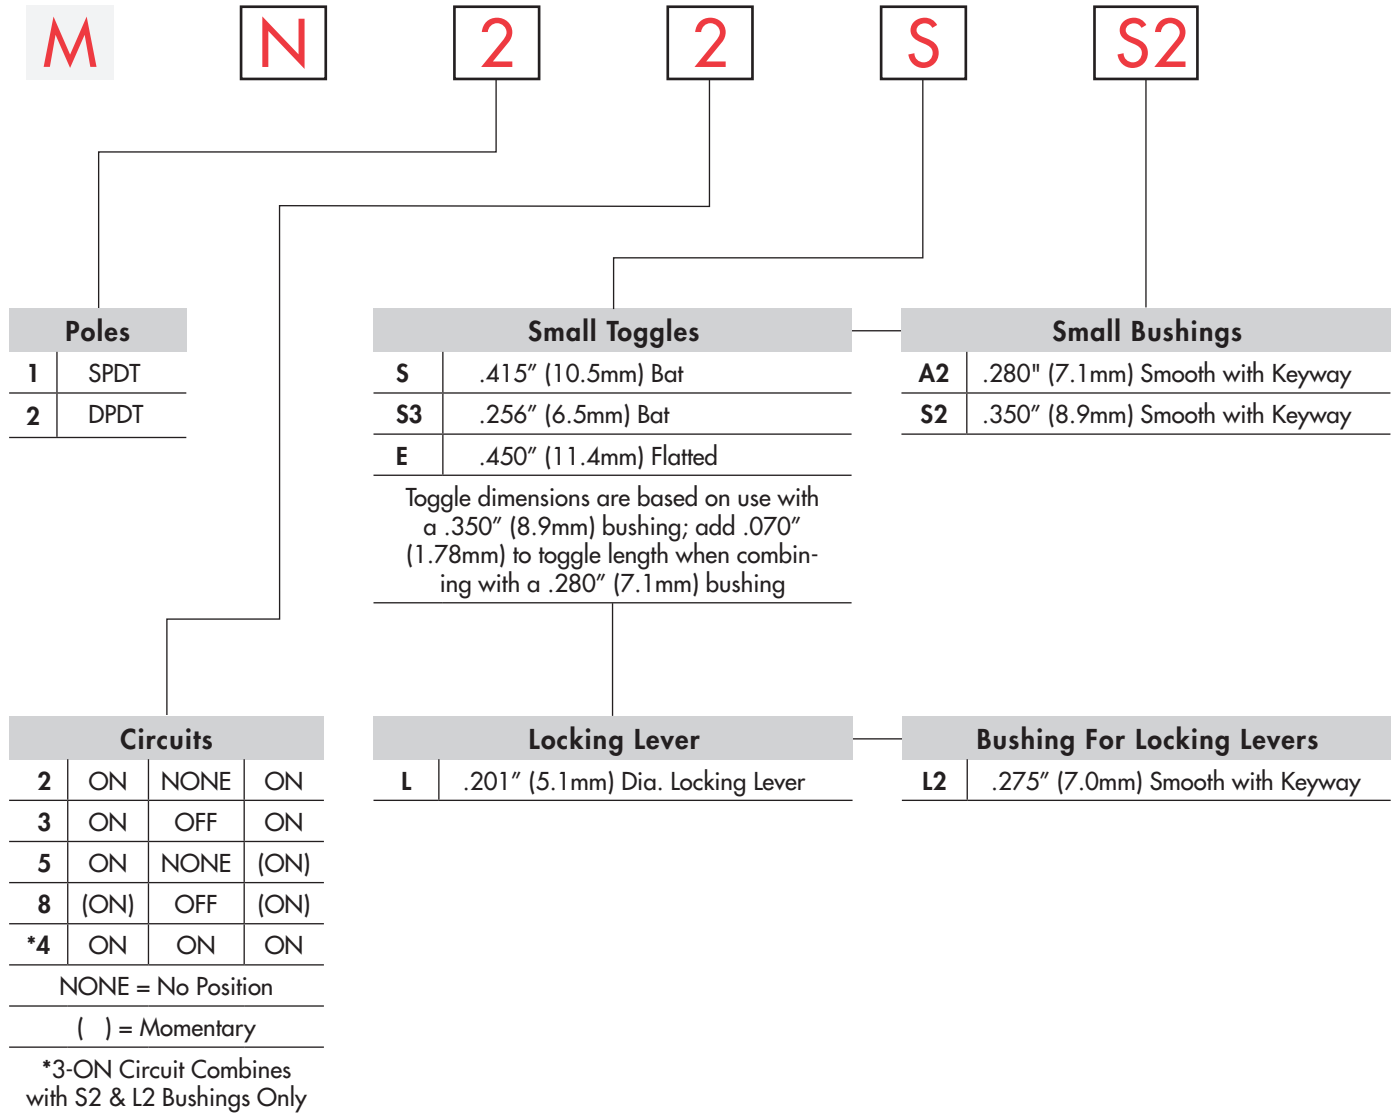 M N 2 2 S S2
Poles
1 SPDT
2 DPDT
Small Toggles
S .415" (10.5mm) Bat
S3 .256" (6.5mm) Bat
E .450" (11.4mm) Flatted
Toggle dimensions are based on use with
a .350" (8.9mm) bushing; add .070"
(1.78mm) to toggle length when combin-
ing with a .280" (7.1mm) bushing
Small Bushings
A2 .280" (7.1mm) Smooth with Keyway
S2 .350" (8.9mm) Smooth with Keyway
Circuits
2 ON NONE ON
3 ON OFF ON
5 ON NONE (ON)
8 (ON) OFF (ON)
*4 ON ON ON
NONE = No Position
( ) = Momentary
*3-ON Circuit Combines
with S2 & L2 Bushings Only
Locking Lever
L .201" (5.1mm) Dia. Locking Lever
Bushing For Locking Levers
L2 .275" (7.0mm) Smooth with Keyway